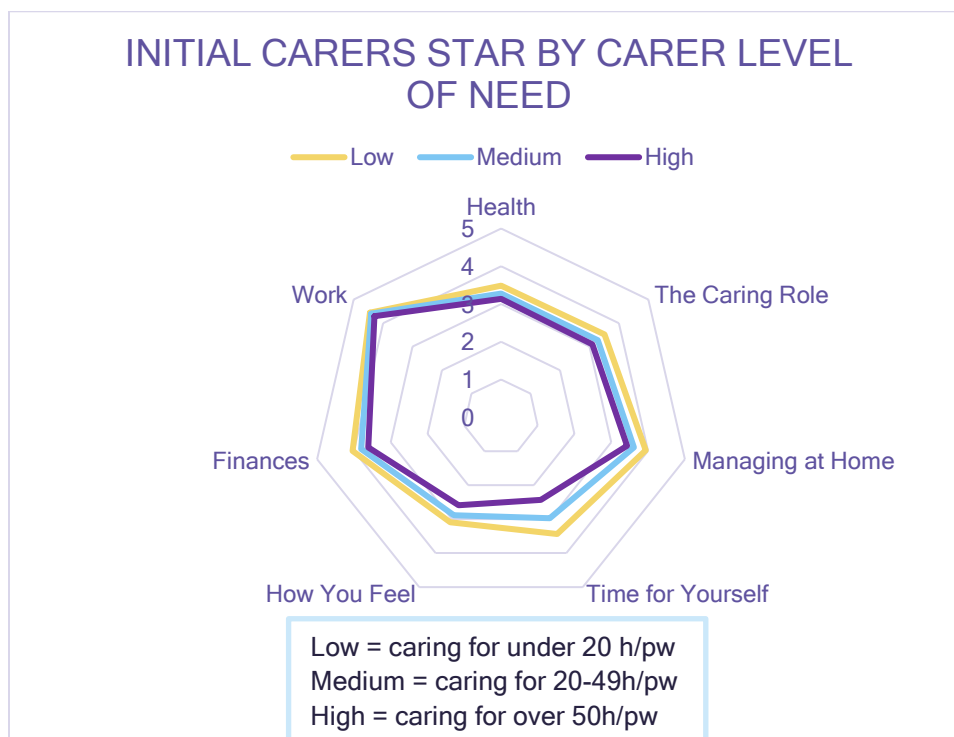 INITIAL CARERS STAR BY CARER LEVEL
OF NEED
Low Medium High
Health
5
4
3
2
1
0
Work
The Caring Role
Finances
Managing at Home
How You Feel
Time for Yourself
Low = caring for under 20 h/pw
Medium = caring for 20-49h/pw
High = caring for over 50h/pw